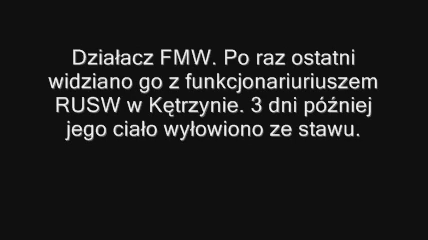 Działacz FMW. Po raz ostatni
widziano go z funkcjonariuriuszem
RUSW w Kętrzynie. 3 dni później
jego ciało wyłowiono ze stawu.